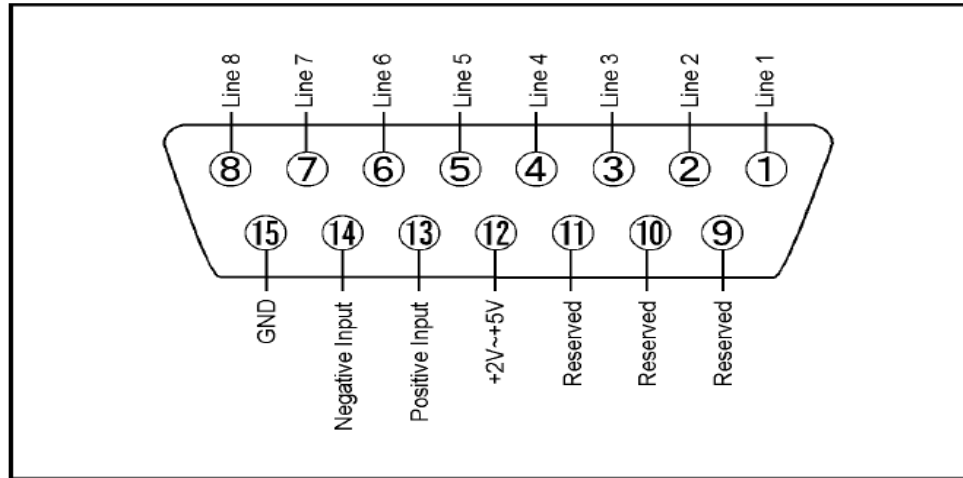 Line 8
Line 7
Line 6
Line 5
Line 4
Line 3
Line 2
Line 1
8
7
6
5
4
3
2
1
15
14
13
12
11
10
9
GND
Negative Input
Positive Input
+2V~+5V
Reserved
Reserved
Reserved